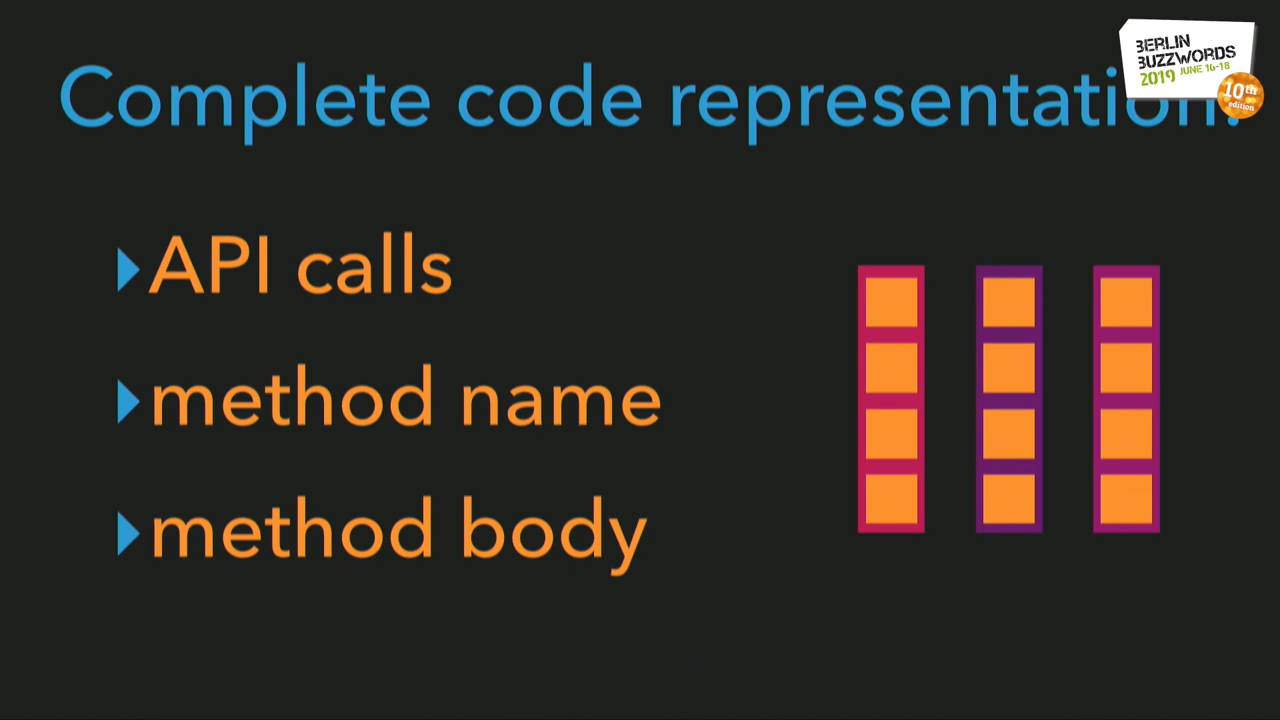 Complete code representation:
API calls
method name
method body
BERLIN
BUZZWORDS
2019 JUNE 16-18
10th
edition